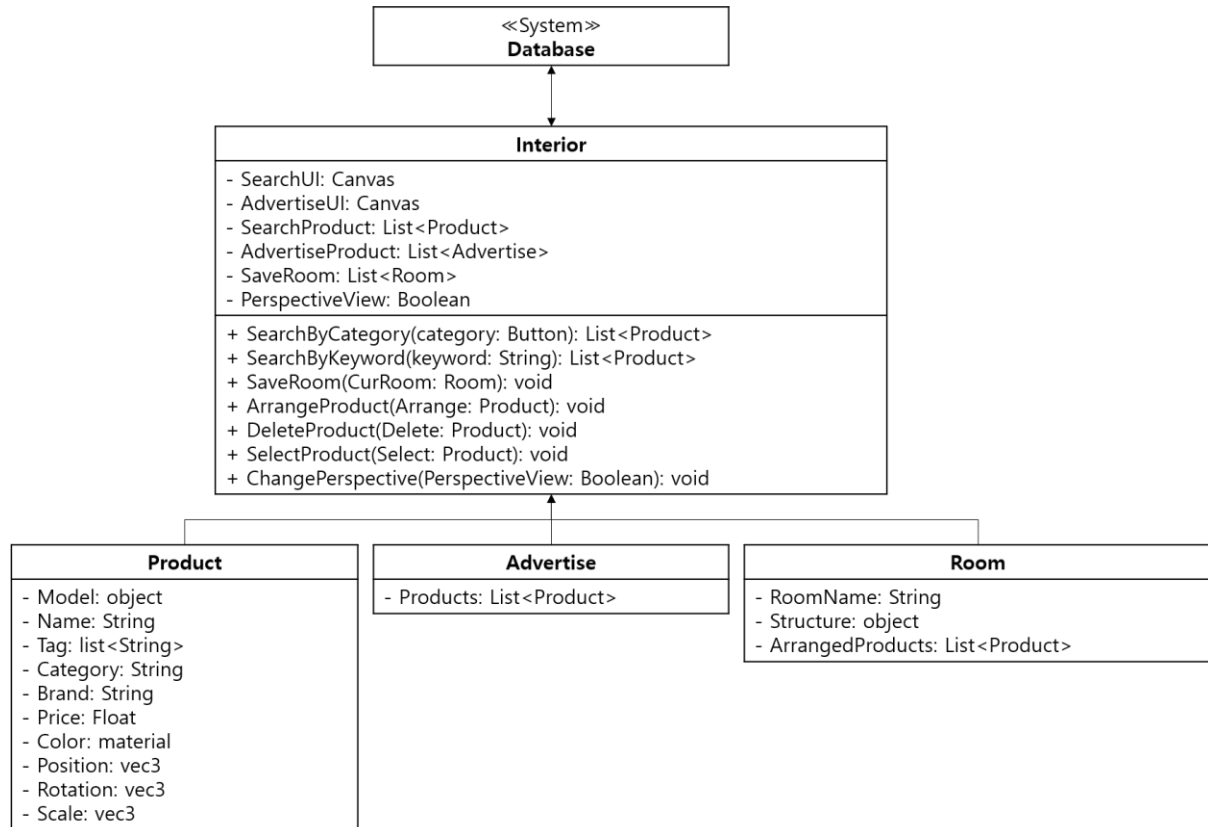 ≪System≫
Database
Interior
- SearchUI: Canvas
- AdvertiseUI: Canvas
- SearchProduct: List<Product>
- AdvertiseProduct: List<Advertise>
- SaveRoom: List<Room>
- PerspectiveView: Boolean
+ SearchByCategory(category: Button): List<Product>
+ SearchByKeyword(keyword: String): List<Product>
+ SaveRoom(CurRoom: Room): void
+ ArrangeProduct(Arrange: Product): void
+ DeleteProduct(Delete: Product): void
+ SelectProduct(Select: Product): void
+ ChangePerspective(PerspectiveView: Boolean): void
Product
- Model: object
- Name: String
- Tag: list<String>
- Category: String
- Brand: String
- Price: Float
- Color: material
- Position: vec3
- Rotation: vec3
- Scale: vec3
Advertise
- Products: List<Product>
Room
- RoomName: String
- Structure: object
- ArrangedProducts: List<Product>